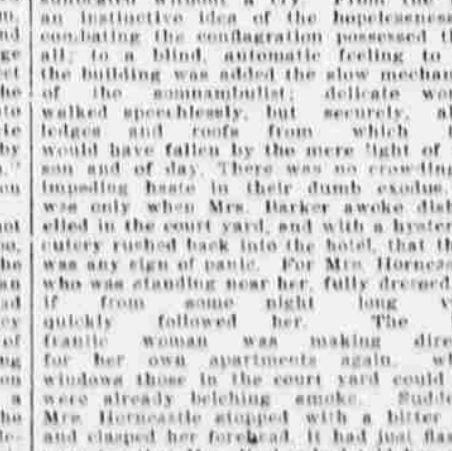 an instinctive idea of the hopelessness
combating the conflagration possessed t
all; to a blind, automatic feeling to
the building was added the slow mechan
of the somnambulist; delicate wo
walked speechlessly, but securely, a
ledges and roofs from which
would have fallen by the mere light of
son and of day. There was no crowding
impeding haste in their dumb exodus.
was only when Mrs. Barker awoke dish
elled in the court yard, and with a hyster
cutery rushed back into the hotel, that th
was any sign of panic. For Mrs. Hornca
who was standing near her, fully dressed
if from some night long v
quickly followed her. The
frantic woman was making dire
for her own apartments again, wh
windows those in the court yard could
were already belching smoke. Sudde
Mrs. Horncastle stopped with a bitter
and clasped her forehead. It had just flas